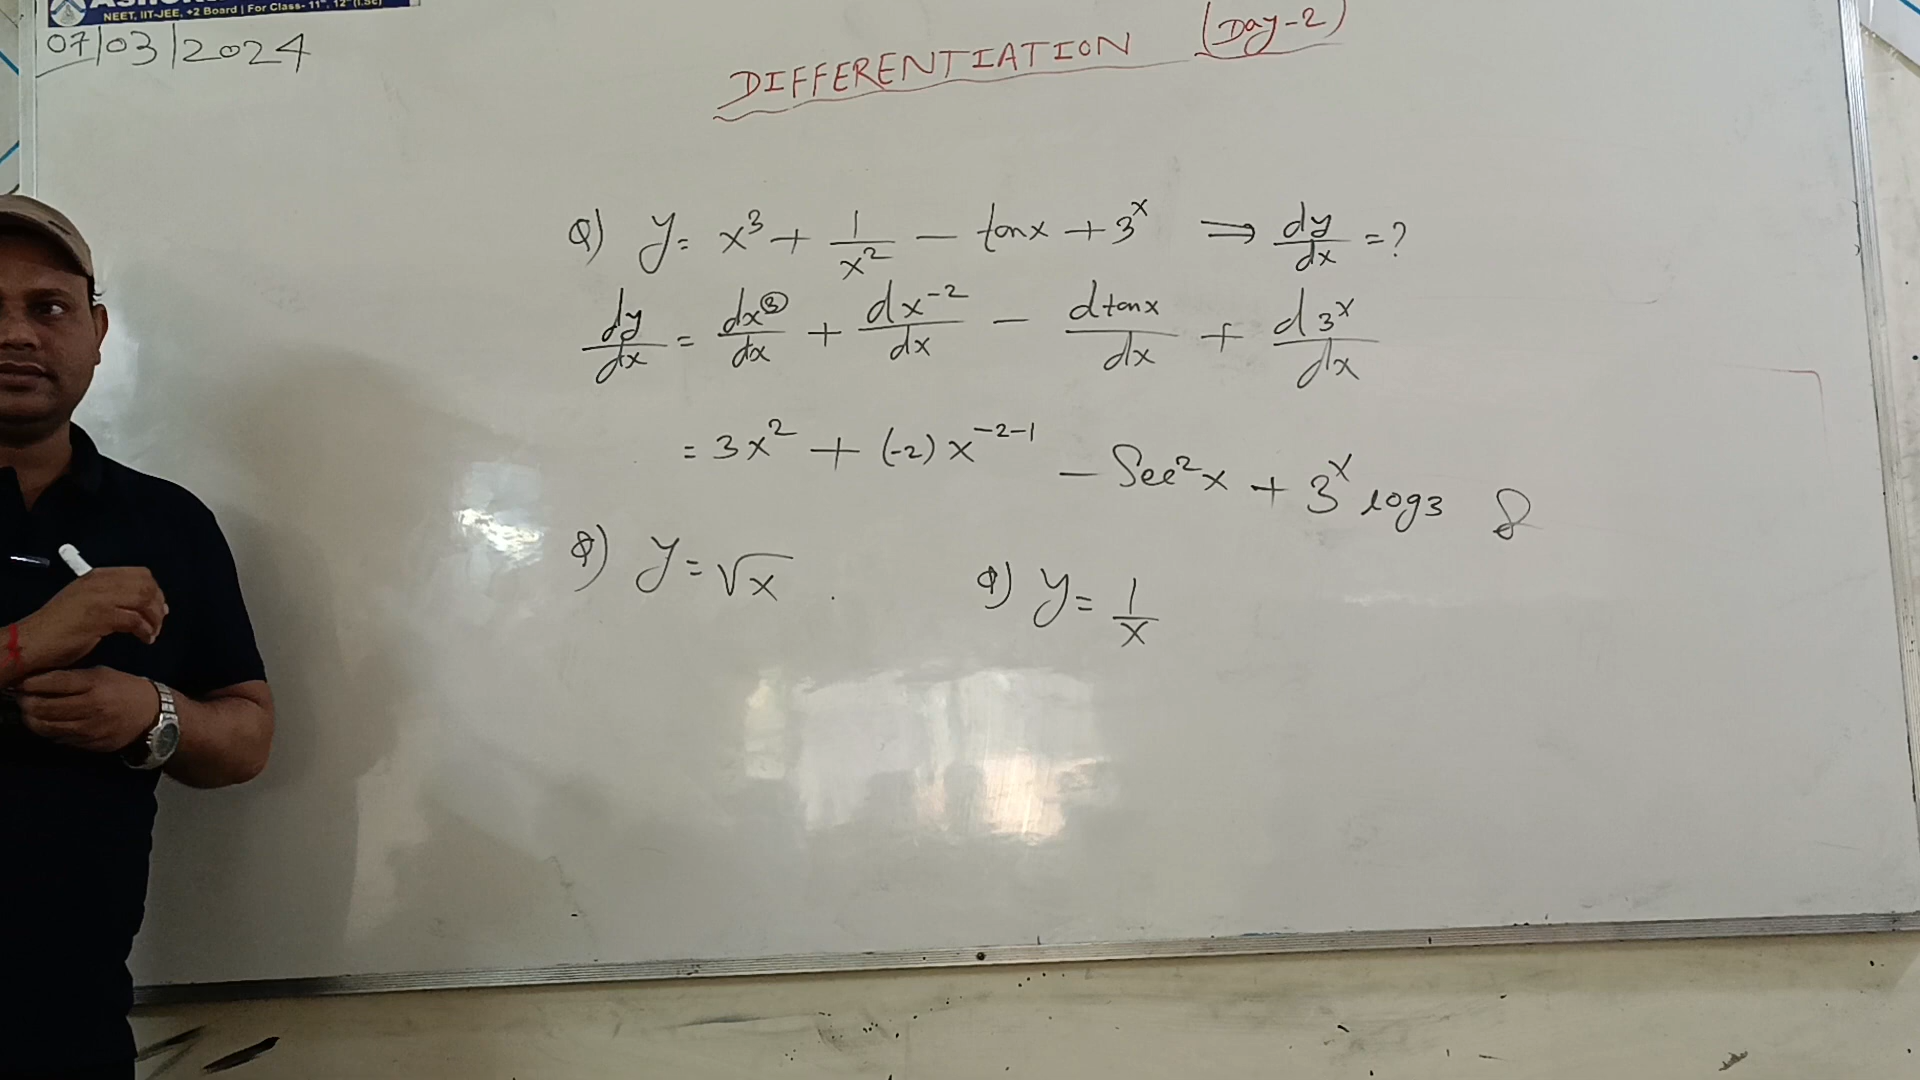 NEET, IIT-JEE, +2 Board | For Class- 11th, 12th (I.Sc)
07/03/2024
DIFFERENTIATION (Day-2)
Q) y = x³ + 1/x² - tanx + 3ˣ ⇒ dy/dx = ?
dy/dx = dx³/dx + dx⁻²/dx - dtanx/dx + d3ˣ/dx
= 3x² + (-2)x⁻²⁻¹ - Sec²x + 3ˣ log3
Q) y = √x . Q) y = 1/x